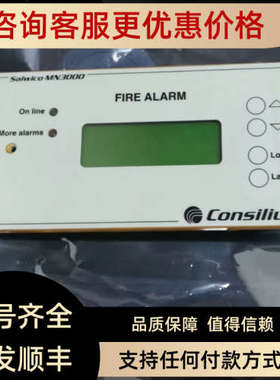 咨询客服更优惠价格
Salwico MN3000
On line
More alarms
FIRE ALARM
Lo
La
Consiliu
号齐全
发顺丰
品质保障 值得信赖
支持任何付款方式